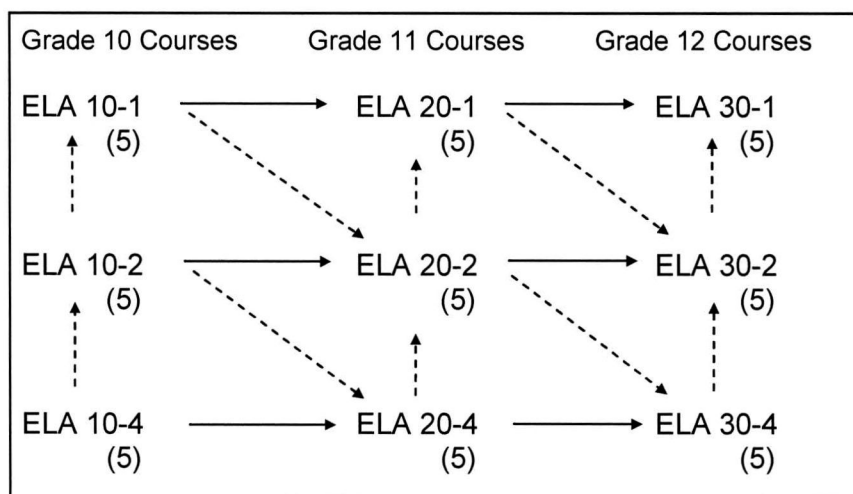 Grade 10 Courses Grade 11 Courses Grade 12 Courses
ELA 10-1 ELA 20-1 ELA 30-1
(5) (5) (5)
ELA 10-2 ELA 20-2 ELA 30-2
(5) (5) (5)
ELA 10-4 ELA 20-4 ELA 30-4
(5) (5) (5)